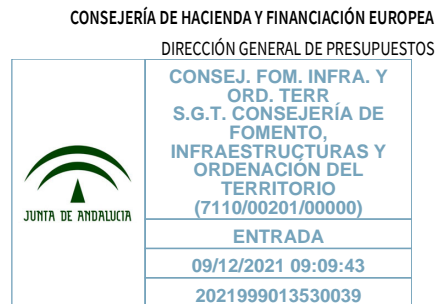 CONSEJERÍA DE HACIENDA Y FINANCIACIÓN EUROPEA
DIRECCIÓN GENERAL DE PRESUPUESTOS
CONSEJ. FOM. INFRA. Y
ORD. TERR
S.G.T. CONSEJERÍA DE
FOMENTO,
INFRAESTRUCTURAS Y
ORDENACIÓN DEL
TERRITORIO
(7110/00201/00000)
JUNTA DE ANDALUCIA
ENTRADA
09/12/2021 09:09:43
2021999013530039